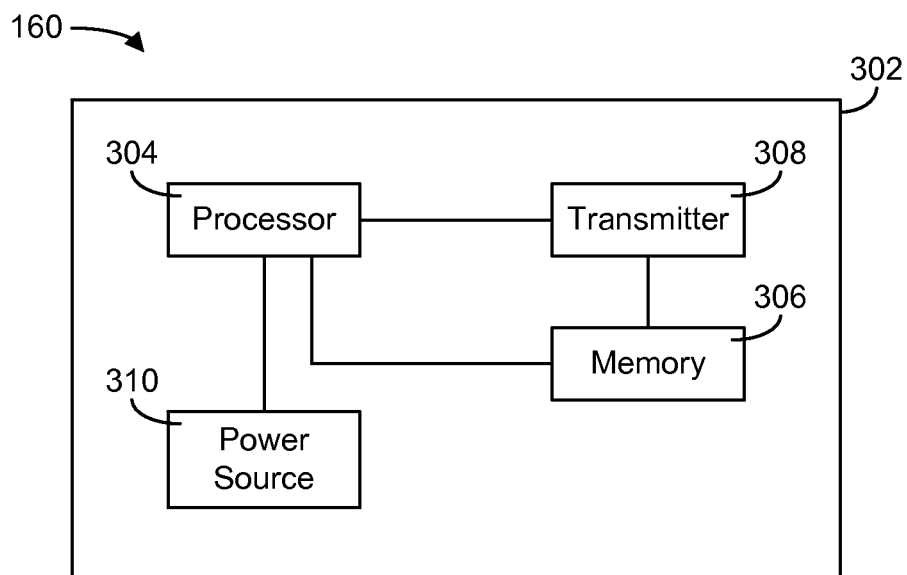 160
302
304
308
Processor
Transmitter
306
Memory
310
Power
Source